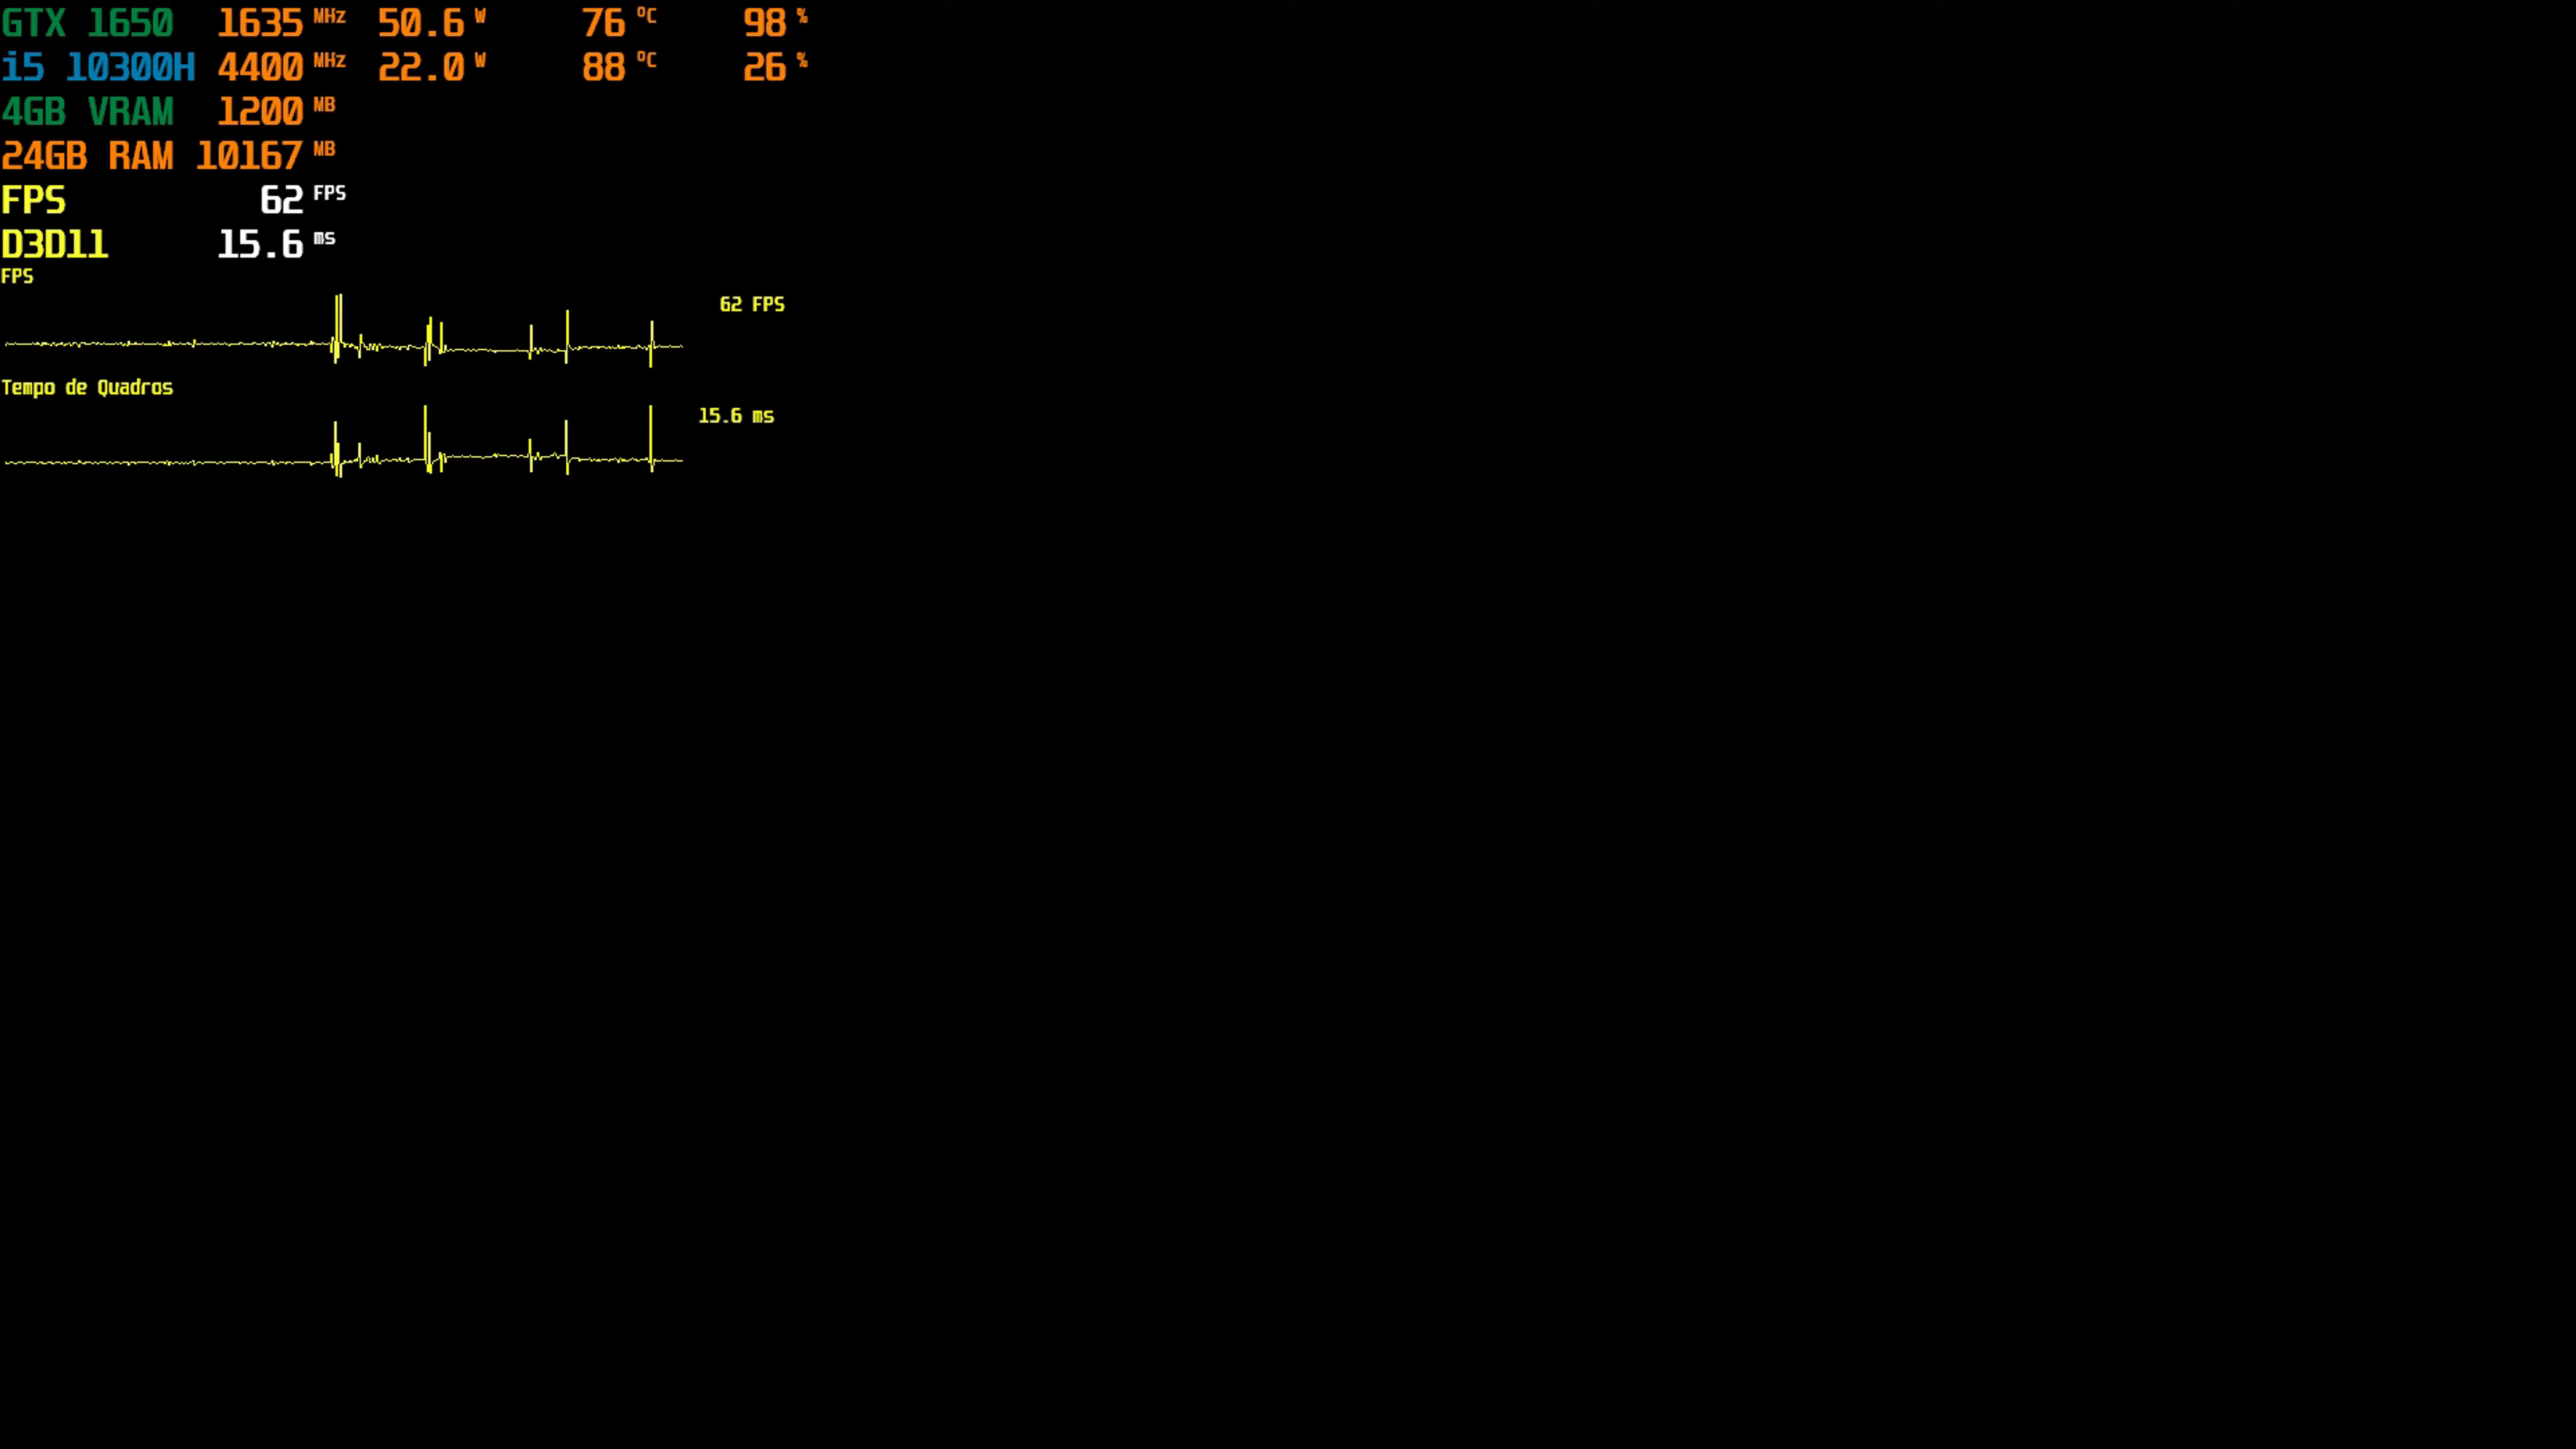 GTX 1650 1635 MHz 50.6 W 76 °C 98 %
i5 10300H 4400 MHz 22.0 W 88 °C 26 %
4GB VRAM 1200 MB
24GB RAM 10167 MB
FPS 62 FPS
D3D11 15.6 ms
FPS
62 FPS
Tempo de Quadros
15.6 ms